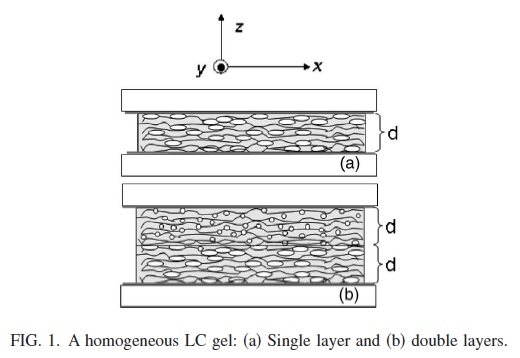 z
y
x
d
(a)
d
d
(b)
FIG. 1. A homogeneous LC gel: (a) Single layer and (b) double layers.